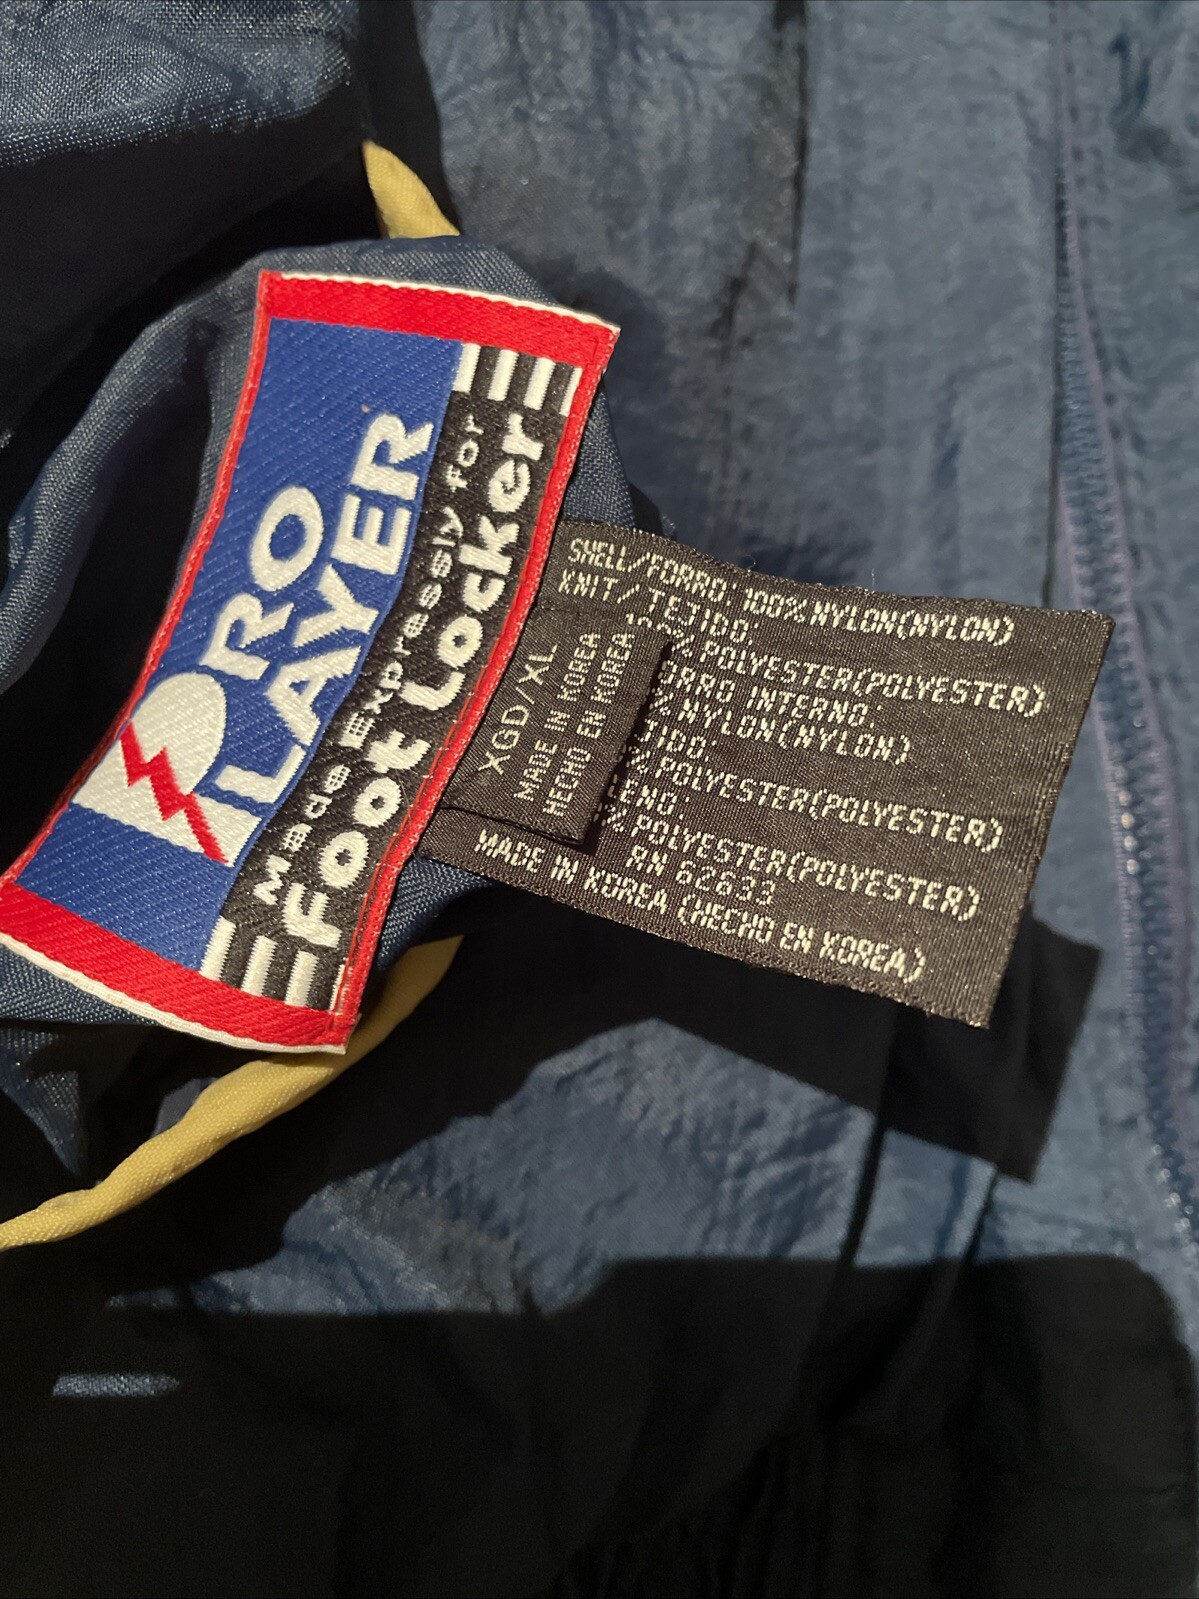 PRO
PLAYER
Made Expressly for
Foot Locker
XGD/XL
MADE IN KOREA
HECHO EN KOREA
SHELL/FORRO: 100% NYLON(NYLON)
KNIT/TEJIDO:
% POLYESTER(POLYESTER)
FORRO INTERNO:
% NYLON(NYLON)
% POLYESTER(POLYESTER)
% POLYESTER(POLYESTER)
RN 62633
MADE IN KOREA (HECHO EN KOREA)